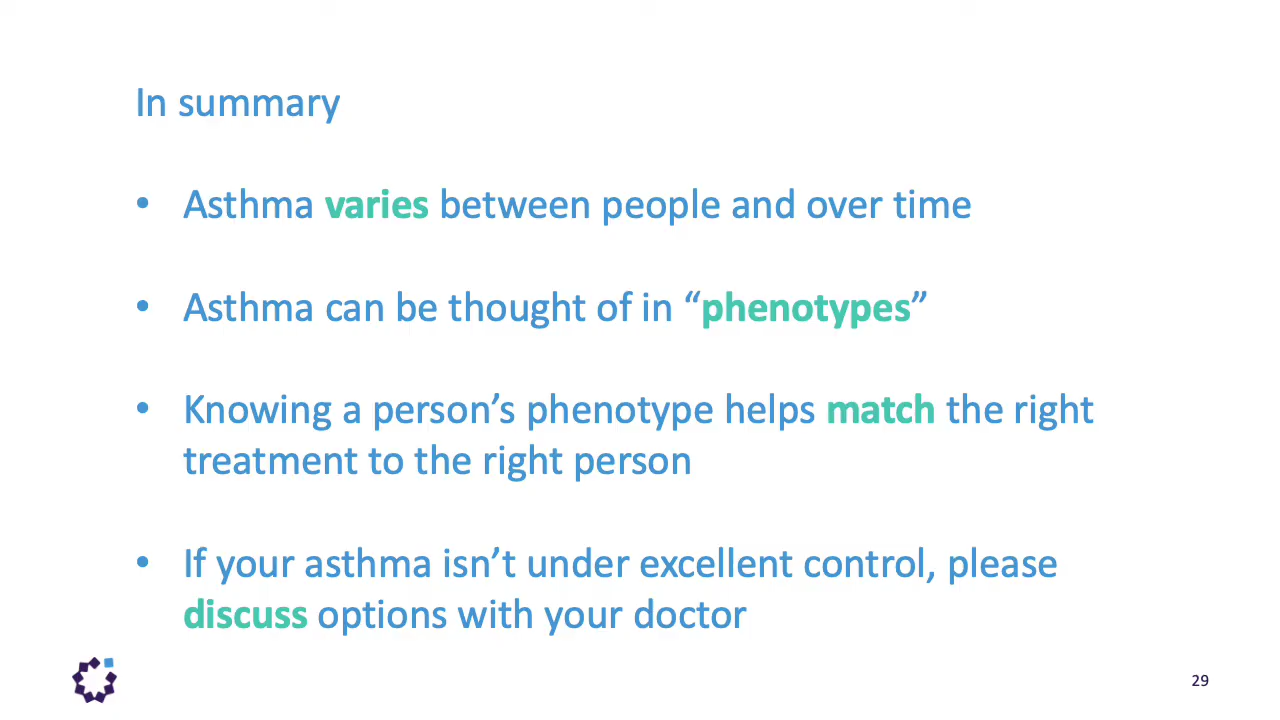 In summary
• Asthma varies between people and over time
• Asthma can be thought of in “phenotypes”
• Knowing a person’s phenotype helps match the right
treatment to the right person
• If your asthma isn’t under excellent control, please
discuss options with your doctor
29